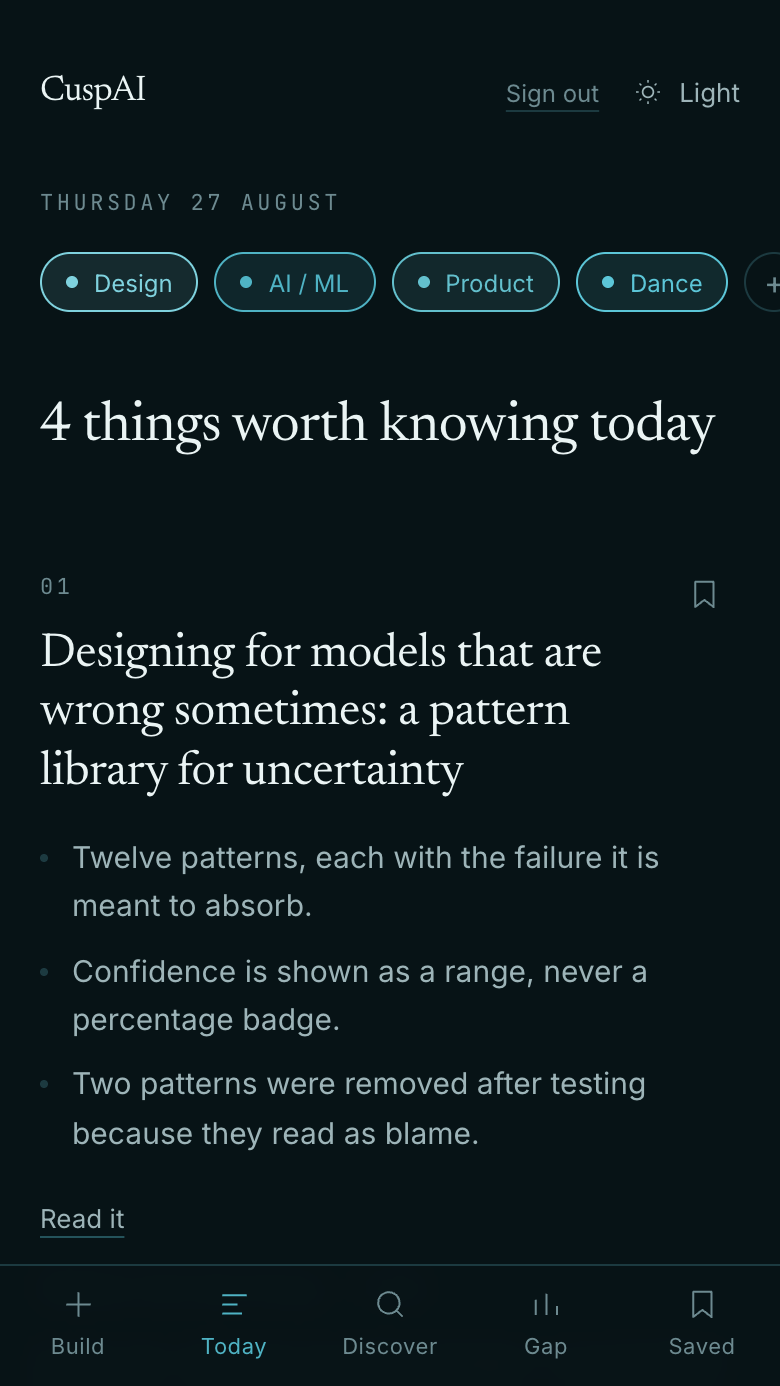 CuspAI
Sign out
Light
THURSDAY 27 AUGUST
Design
AI / ML
Product
Dance
+
4 things worth knowing today
01
Designing for models that are
wrong sometimes: a pattern
library for uncertainty
Twelve patterns, each with the failure it is
meant to absorb.
Confidence is shown as a range, never a
percentage badge.
Two patterns were removed after testing
because they read as blame.
Read it
Build
Today
Discover
Gap
Saved